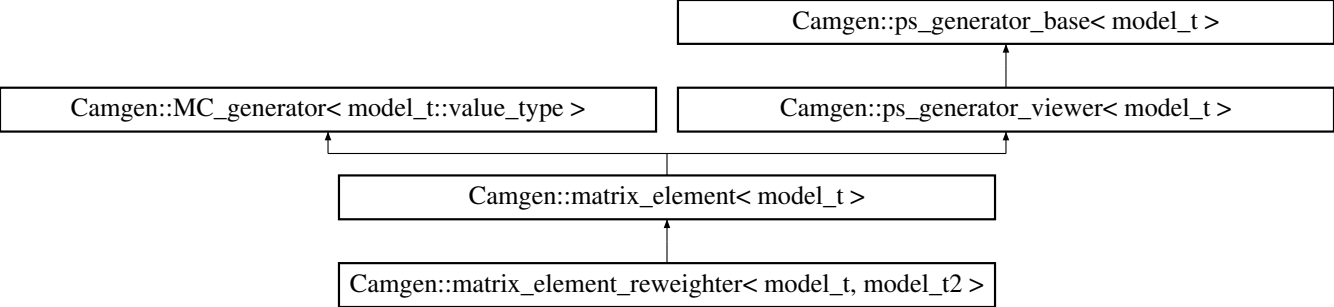 Camgen::ps_generator_base< model_t >
Camgen::MC_generator< model_t::value_type >
Camgen::ps_generator_viewer< model_t >
Camgen::matrix_element< model_t >
Camgen::matrix_element_reweighter< model_t, model_t2 >